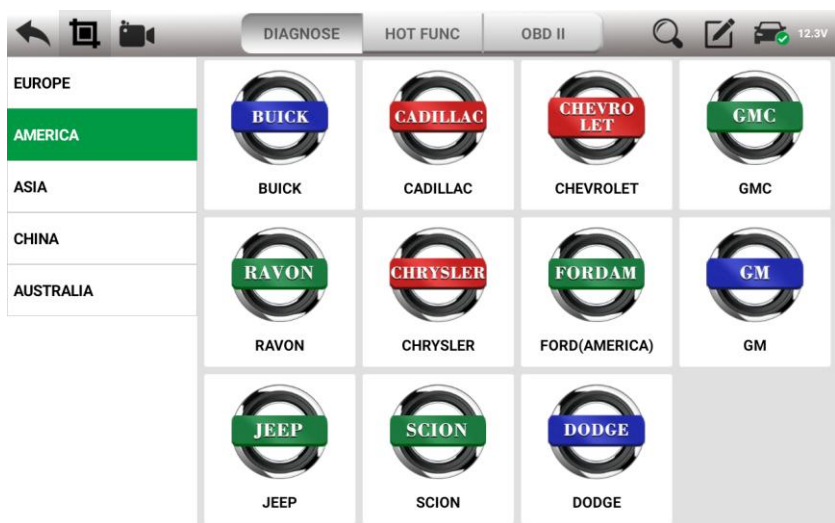 DIAGNOSE
HOT FUNC
OBD II
12.3V
EUROPE
AMERICA
ASIA
CHINA
AUSTRALIA
BUICK
BUICK
CADILLAC
CADILLAC
CHEVRO
LET
CHEVROLET
GMC
GMC
RAVON
RAVON
CHRYSLER
CHRYSLER
FORDAM
FORD(AMERICA)
GM
GM
JEEP
JEEP
SCION
SCION
DODGE
DODGE